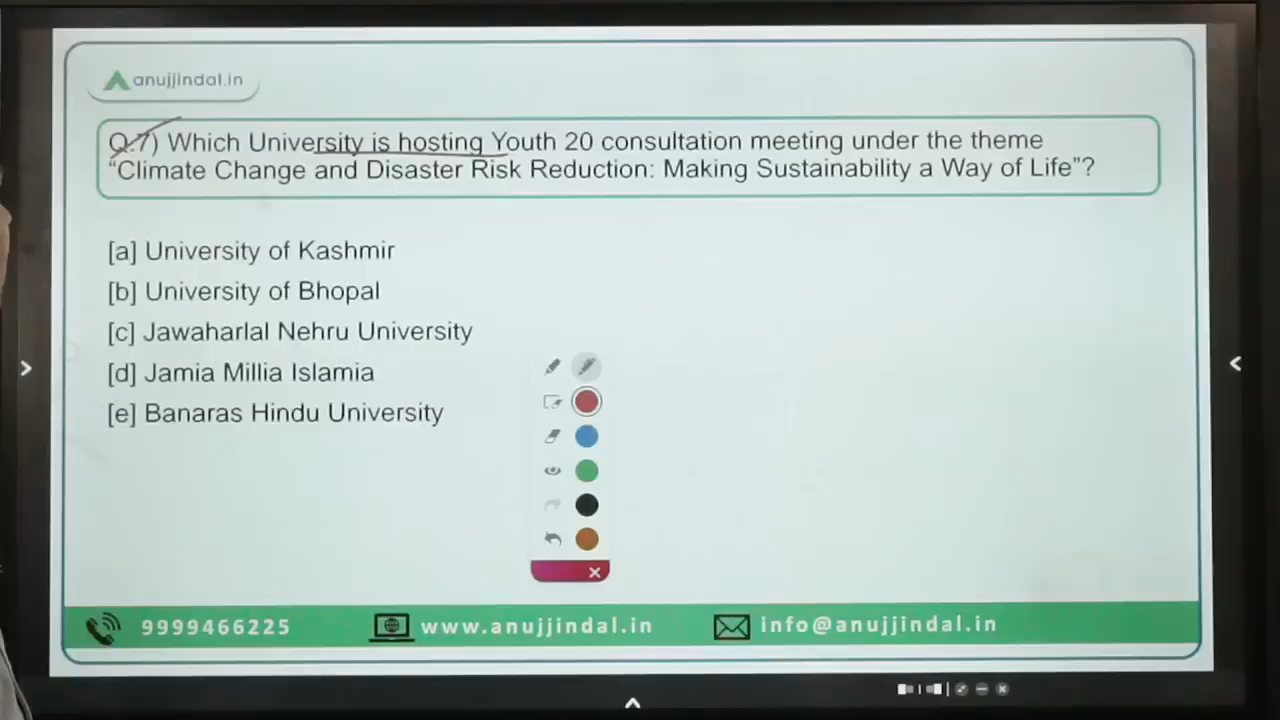 anujjindal.in
Q.7) Which University is hosting Youth 20 consultation meeting under the theme
“Climate Change and Disaster Risk Reduction: Making Sustainability a Way of Life”?
[a] University of Kashmir
[b] University of Bhopal
[c] Jawaharlal Nehru University
[d] Jamia Millia Islamia
[e] Banaras Hindu University
9999466225 www.anujjindal.in info@anujjindal.in